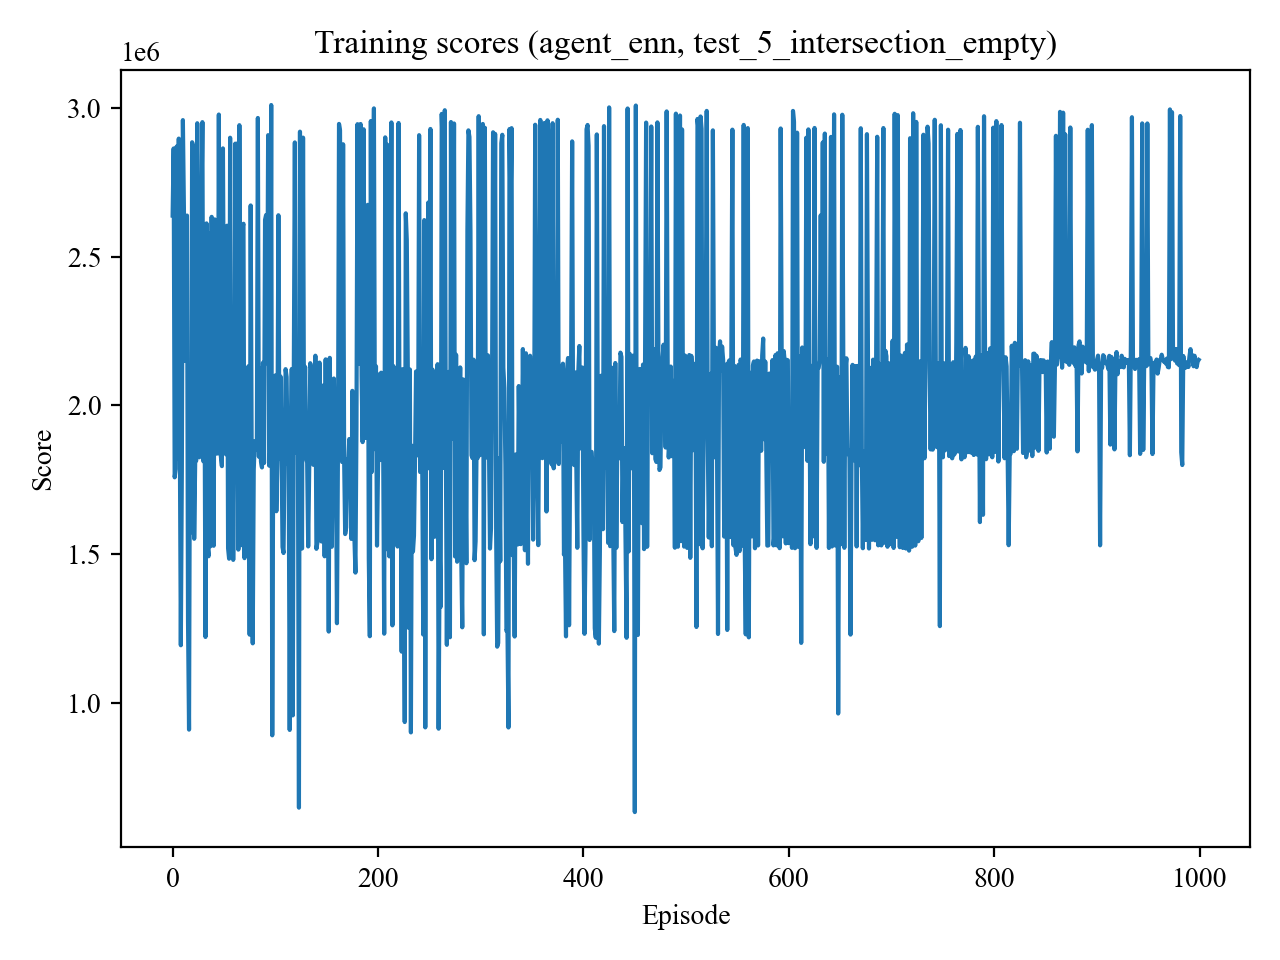 Training scores (agent_enn, test_5_intersection_empty)
1e6
3.0
2.5
2.0
1.5
1.0
Score
0 200 400 600 800 1000
Episode